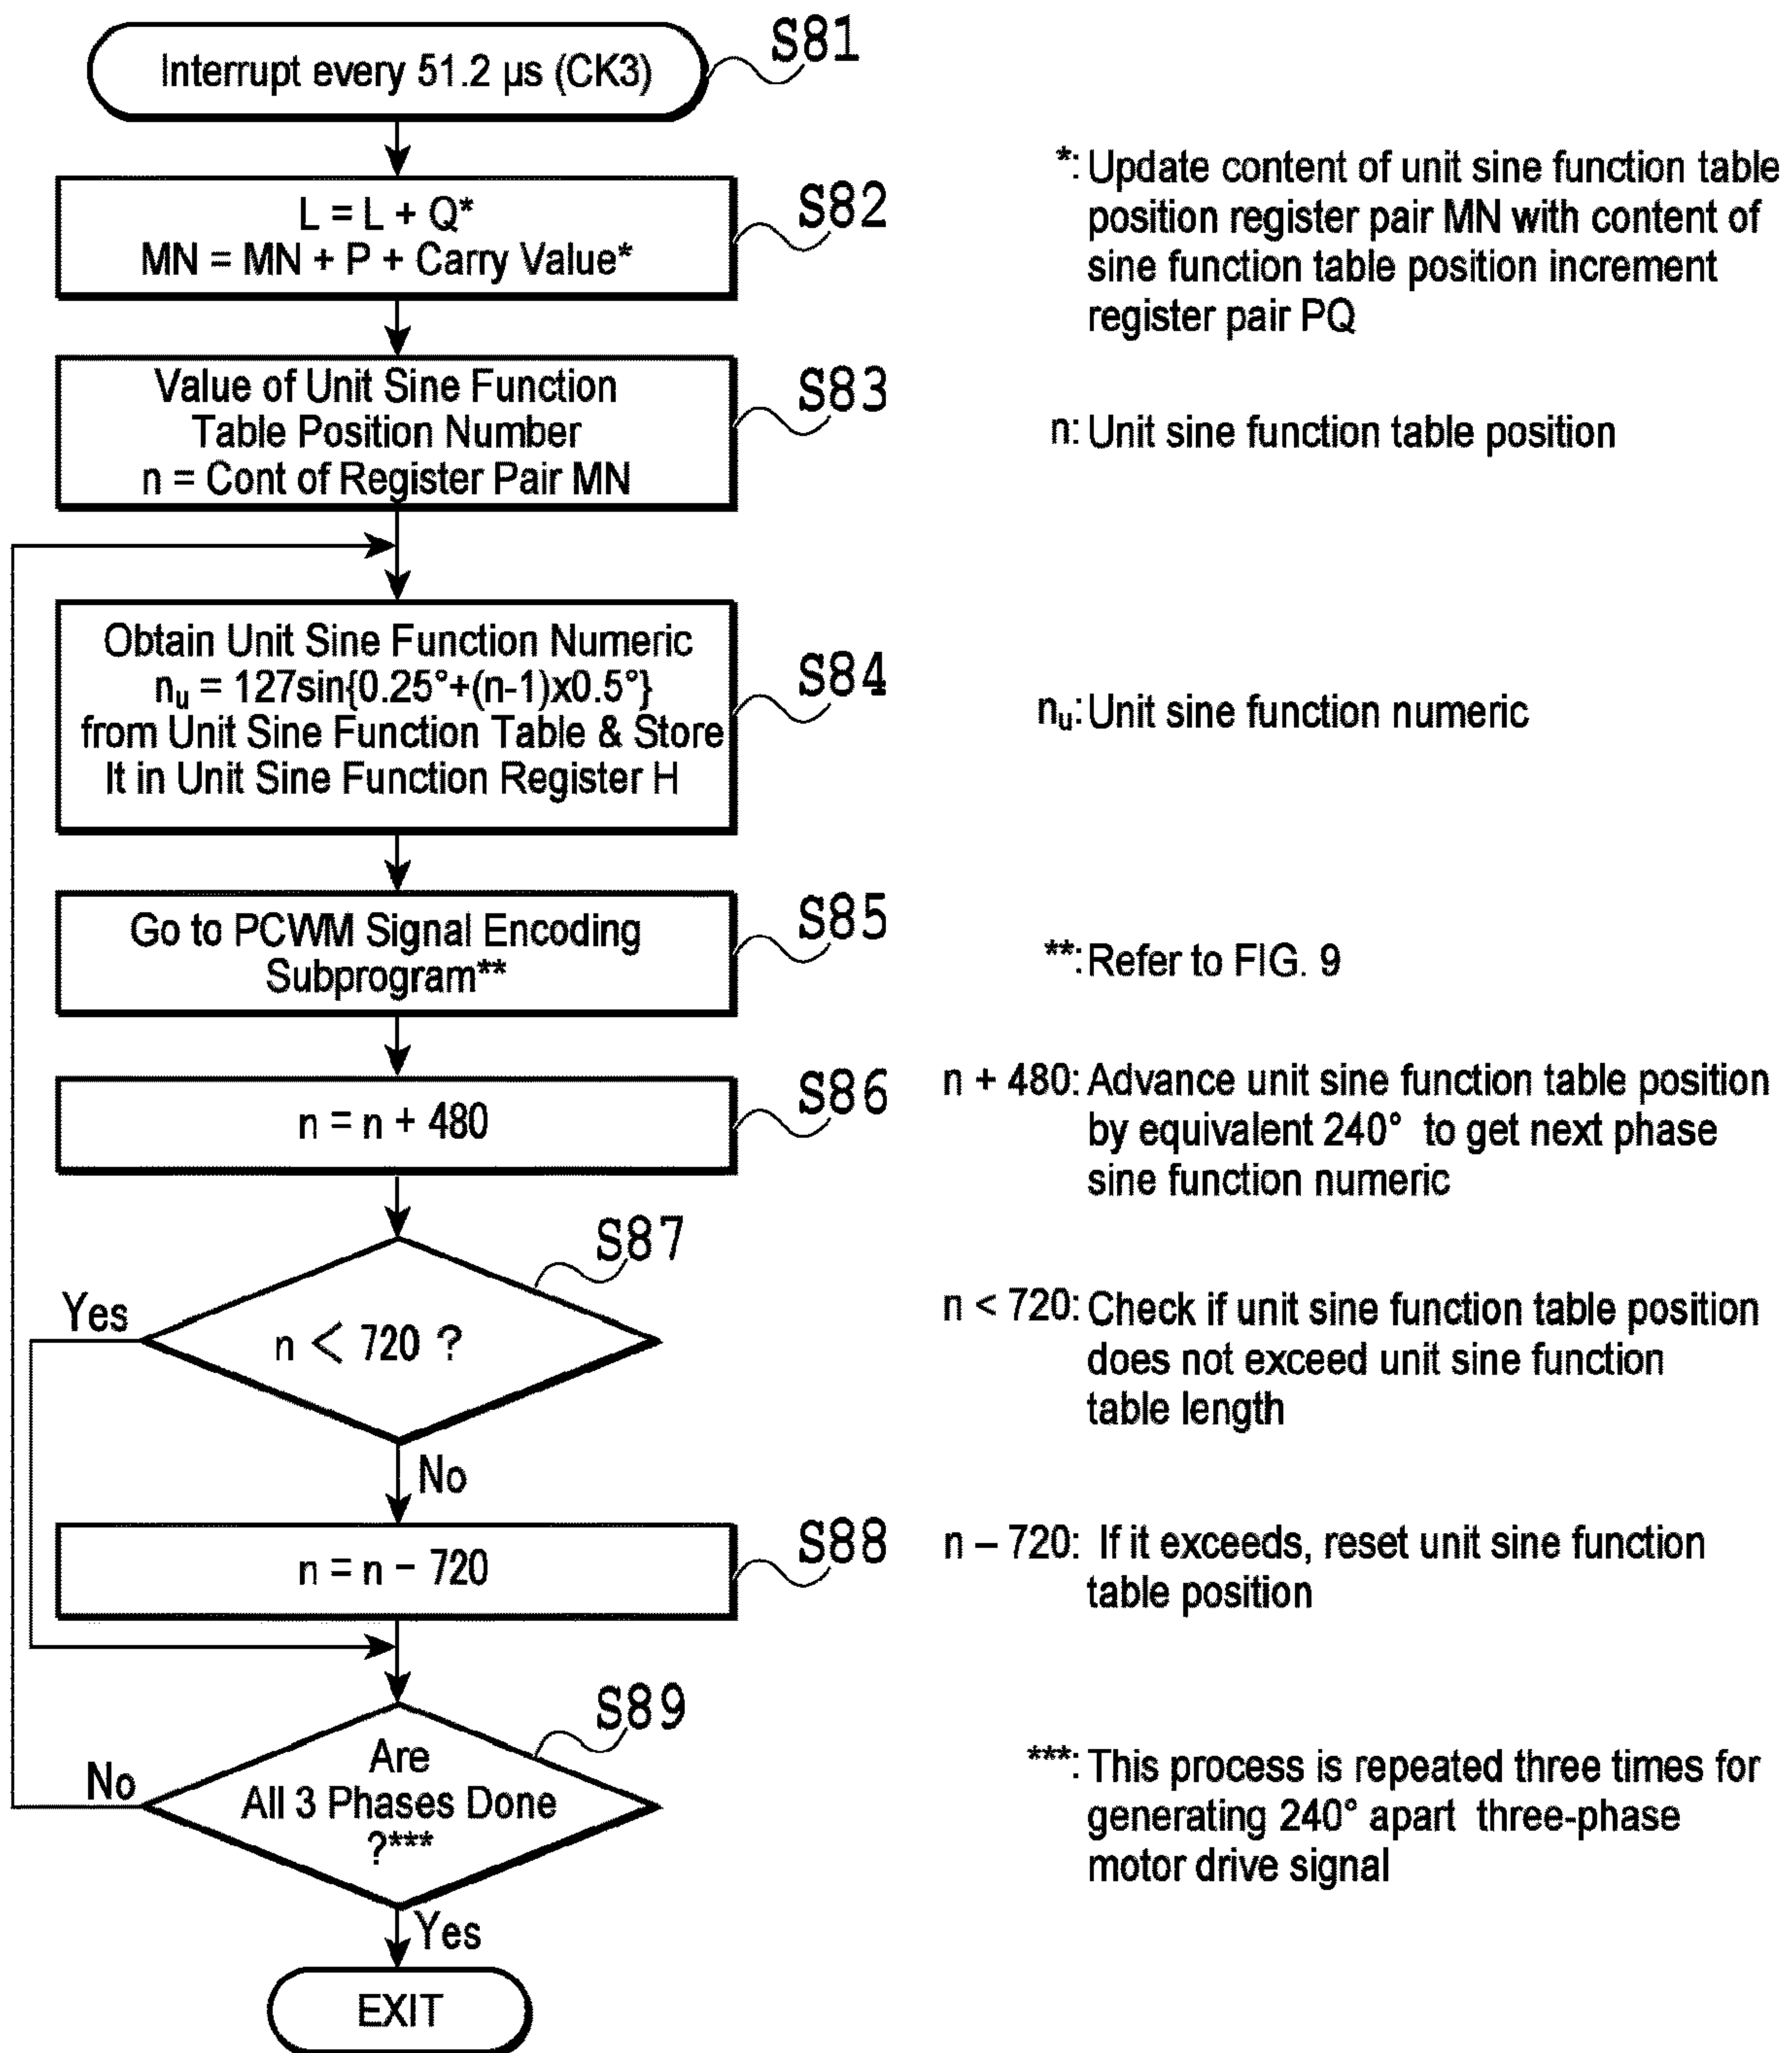 Interrupt every 51.2 µs (CK3)
S81
L = L + Q*
MN = MN + P + Carry Value*
S82
*: Update content of unit sine function table
position register pair MN with content of
sine function table position increment
register pair PQ
Value of Unit Sine Function
Table Position Number
n = Cont of Register Pair MN
S83
n: Unit sine function table position
Obtain Unit Sine Function Numeric
nᵤ = 127sin{0.25°+(n-1)x0.5°}
from Unit Sine Function Table & Store
It in Unit Sine Function Register H
S84
nᵤ: Unit sine function numeric
Go to PCWM Signal Encoding
Subprogram**
S85
**: Refer to FIG. 9
n = n + 480
S86
n + 480: Advance unit sine function table position
by equivalent 240° to get next phase
sine function numeric
S87
Yes
n < 720 ?
No
n < 720: Check if unit sine function table position
does not exceed unit sine function
table length
n = n – 720
S88
n – 720: If it exceeds, reset unit sine function
table position
S89
No
Are
All 3 Phases Done
?***
Yes
***: This process is repeated three times for
generating 240° apart three-phase
motor drive signal
EXIT